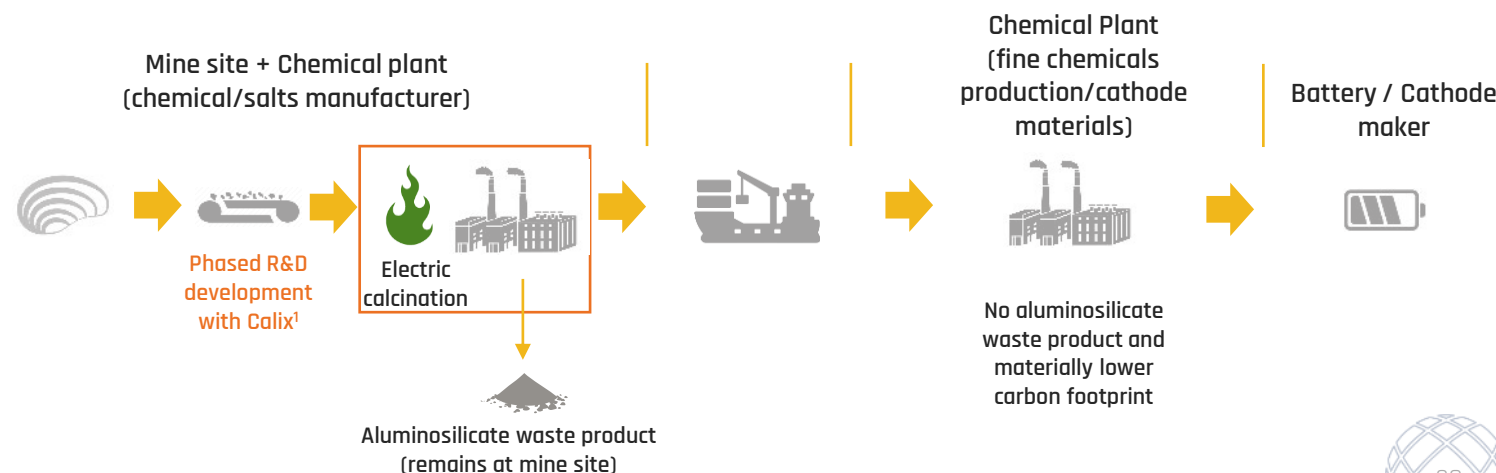 Mine site + Chemical plant
(chemical/salts manufacturer)
Phased R&D
development
with Calix¹
Electric
calcination
Aluminosilicate waste product
(remains at mine site)
Chemical Plant
(fine chemicals
production/cathode
materials)
No aluminosilicate
waste product and
materially lower
carbon footprint
Battery / Cathode
maker